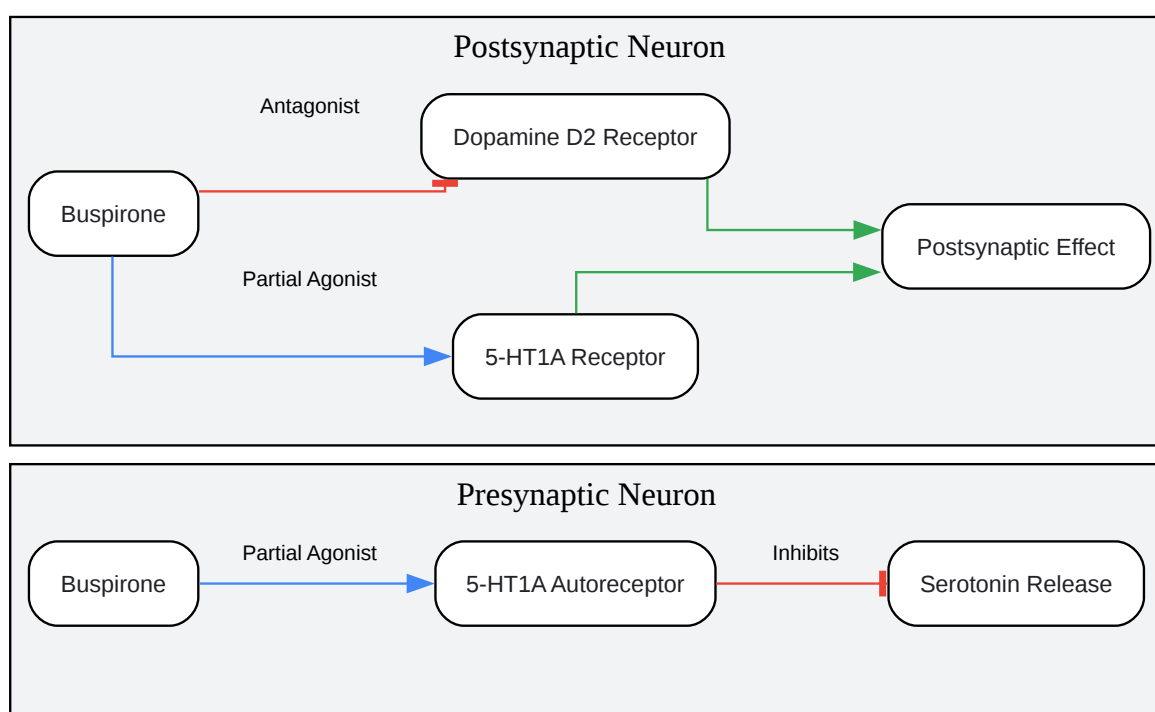 Postsynaptic Neuron
Antagonist
Dopamine D2 Receptor
Buspirone
Postsynaptic Effect
Partial Agonist
5-HT1A Receptor
Presynaptic Neuron
Partial Agonist
Inhibits
Buspirone
5-HT1A Autoreceptor
Serotonin Release